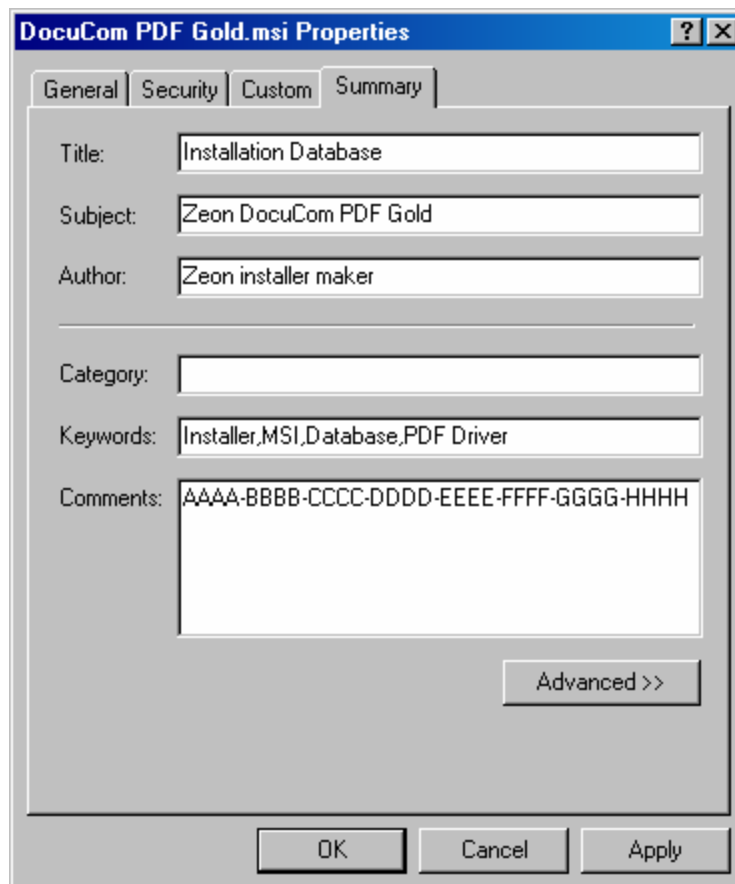 DocuCom PDF Gold.msi Properties
General Security Custom Summary
Title: Installation Database
Subject: Zeon DocuCom PDF Gold
Author: Zeon installer maker
Category:
Keywords: Installer,MSI,Database,PDF Driver
Comments: AAAA-BBBB-CCCC-DDDD-EEEE-FFFF-GGGG-HHHH
Advanced >>
OK Cancel Apply